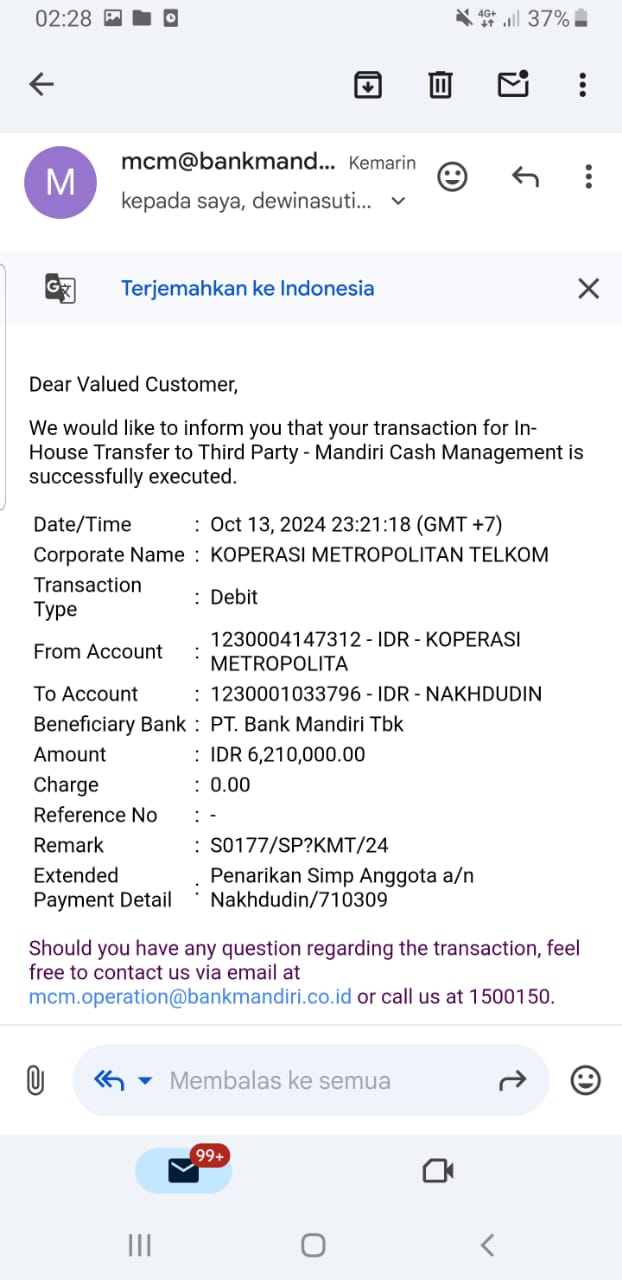 02:28
4G+
37%
M
mcm@bankmand... Kemarin
kepada saya, dewinasuti...
Terjemahkan ke Indonesia
Dear Valued Customer,
We would like to inform you that your transaction for In-
House Transfer to Third Party - Mandiri Cash Management is
successfully executed.
Date/Time : Oct 13, 2024 23:21:18 (GMT +7)
Corporate Name : KOPERASI METROPOLITAN TELKOM
Transaction
Type : Debit
From Account : 1230004147312 - IDR - KOPERASI
METROPOLITA
To Account : 1230001033796 - IDR - NAKHDUDIN
Beneficiary Bank : PT. Bank Mandiri Tbk
Amount : IDR 6,210,000.00
Charge : 0.00
Reference No : -
Remark : S0177/SP?KMT/24
Extended
Payment Detail : Penarikan Simp Anggota a/n
Nakhdudin/710309
Should you have any question regarding the transaction, feel
free to contact us via email at
mcm.operation@bankmandiri.co.id or call us at 1500150.
Membalas ke semua
99+